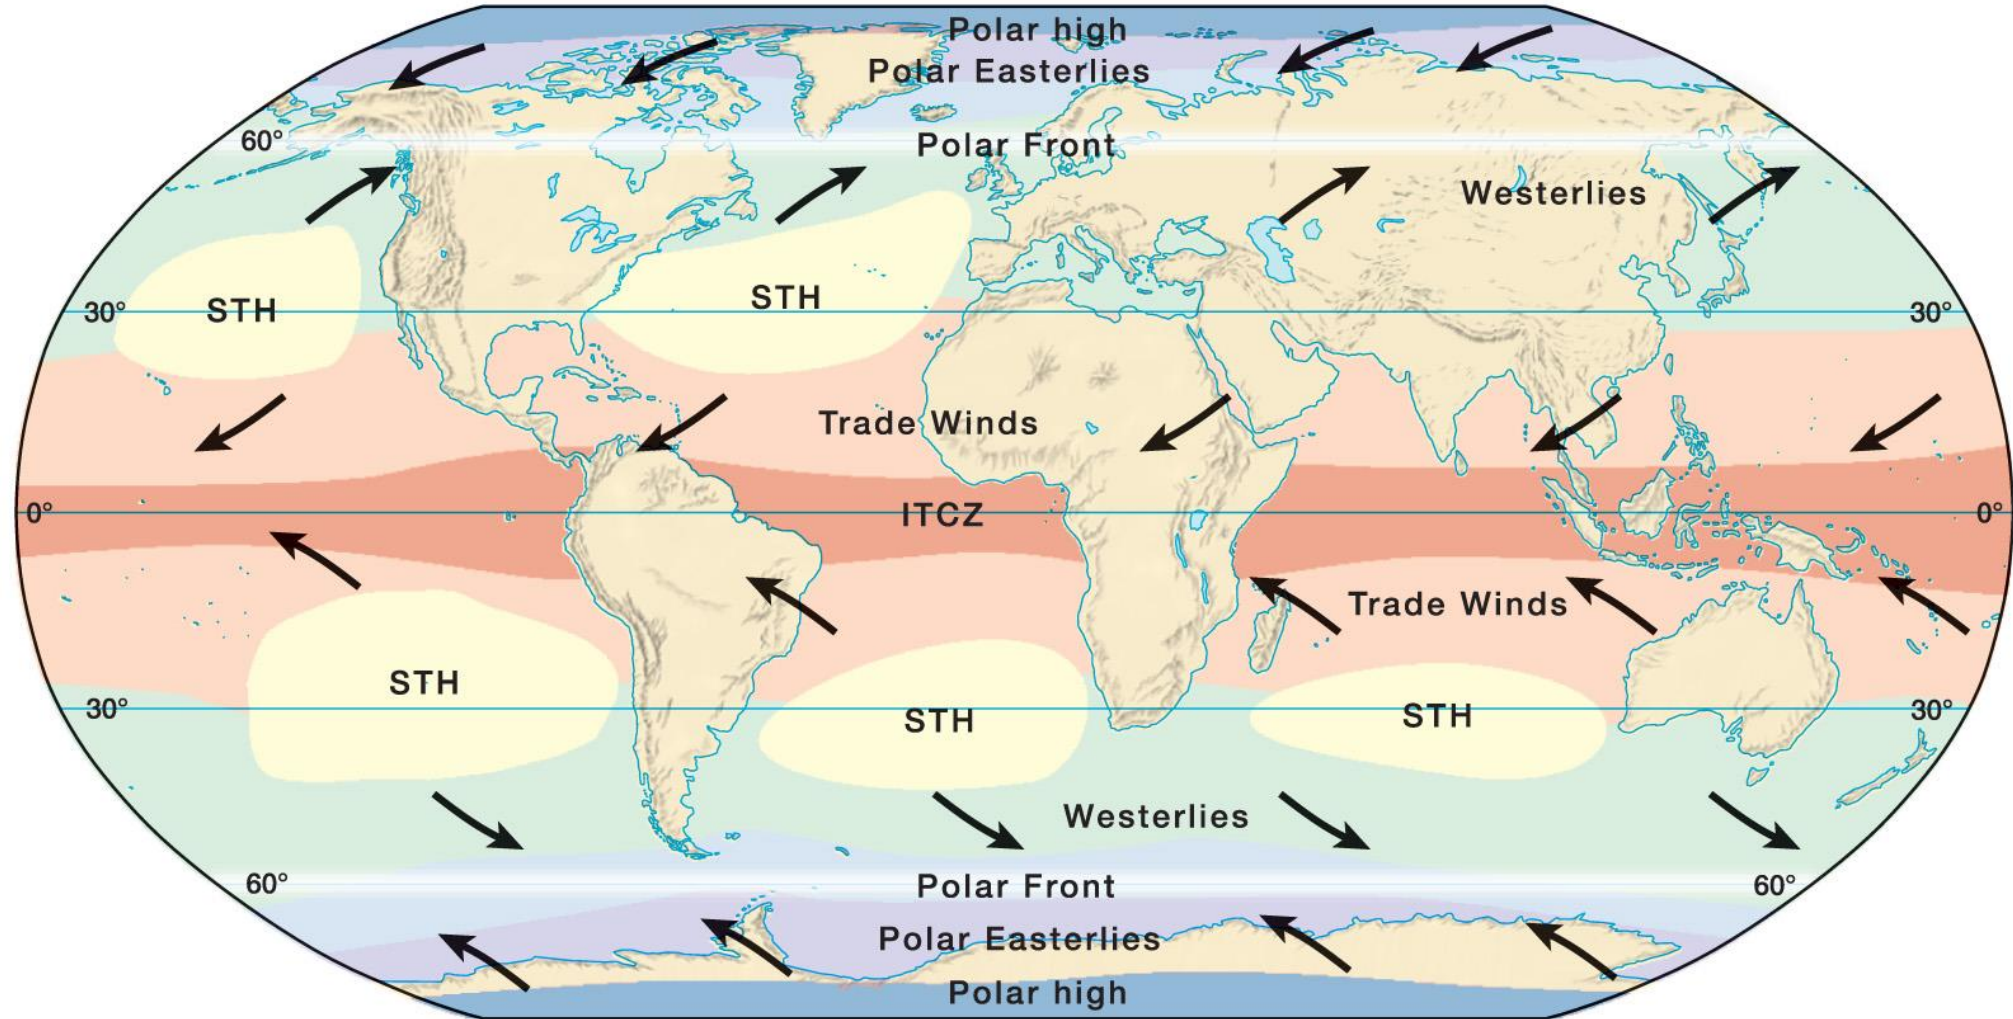 Polar high
Polar Easterlies
60°
Polar Front
Westerlies
STH
STH
30°
30°
Trade Winds
0°
ITCZ
0°
Trade Winds
STH
STH
STH
30°
30°
Westerlies
60°
Polar Front
60°
Polar Easterlies
Polar high